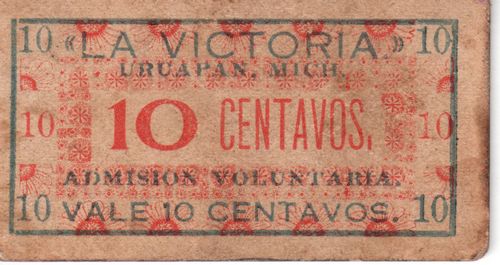 10 «LA VICTORIA.» 10
URUAPAN, MICH.
10 10 CENTAVOS. 10
ADMISION VOLUNTARIA.
10 VALE 10 CENTAVOS. 10